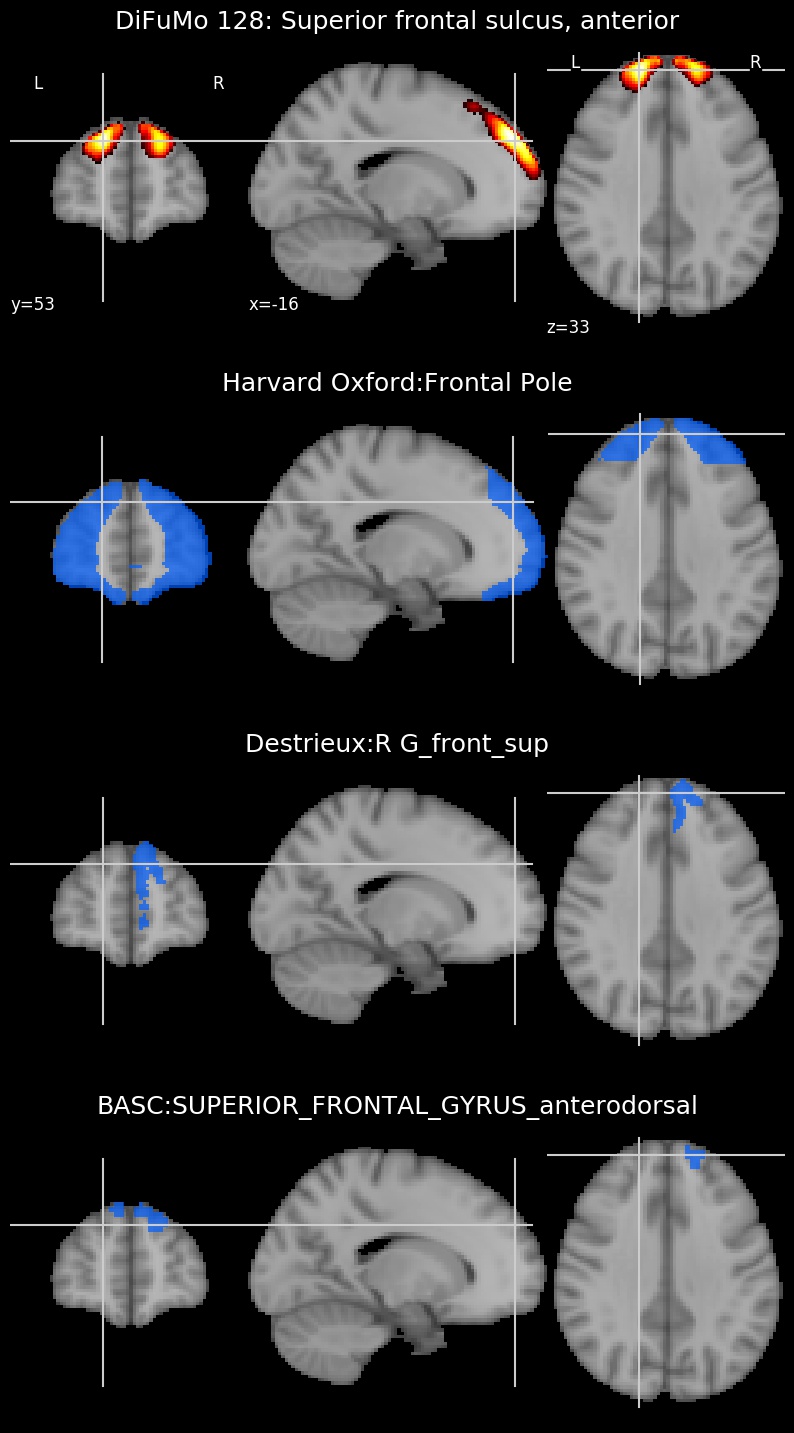 DiFuMo 128: Superior frontal sulcus, anterior
L R L R
y=53 x=-16 z=33
Harvard Oxford:Frontal Pole
Destrieux:R G_front_sup
BASC:SUPERIOR_FRONTAL_GYRUS_anterodorsal